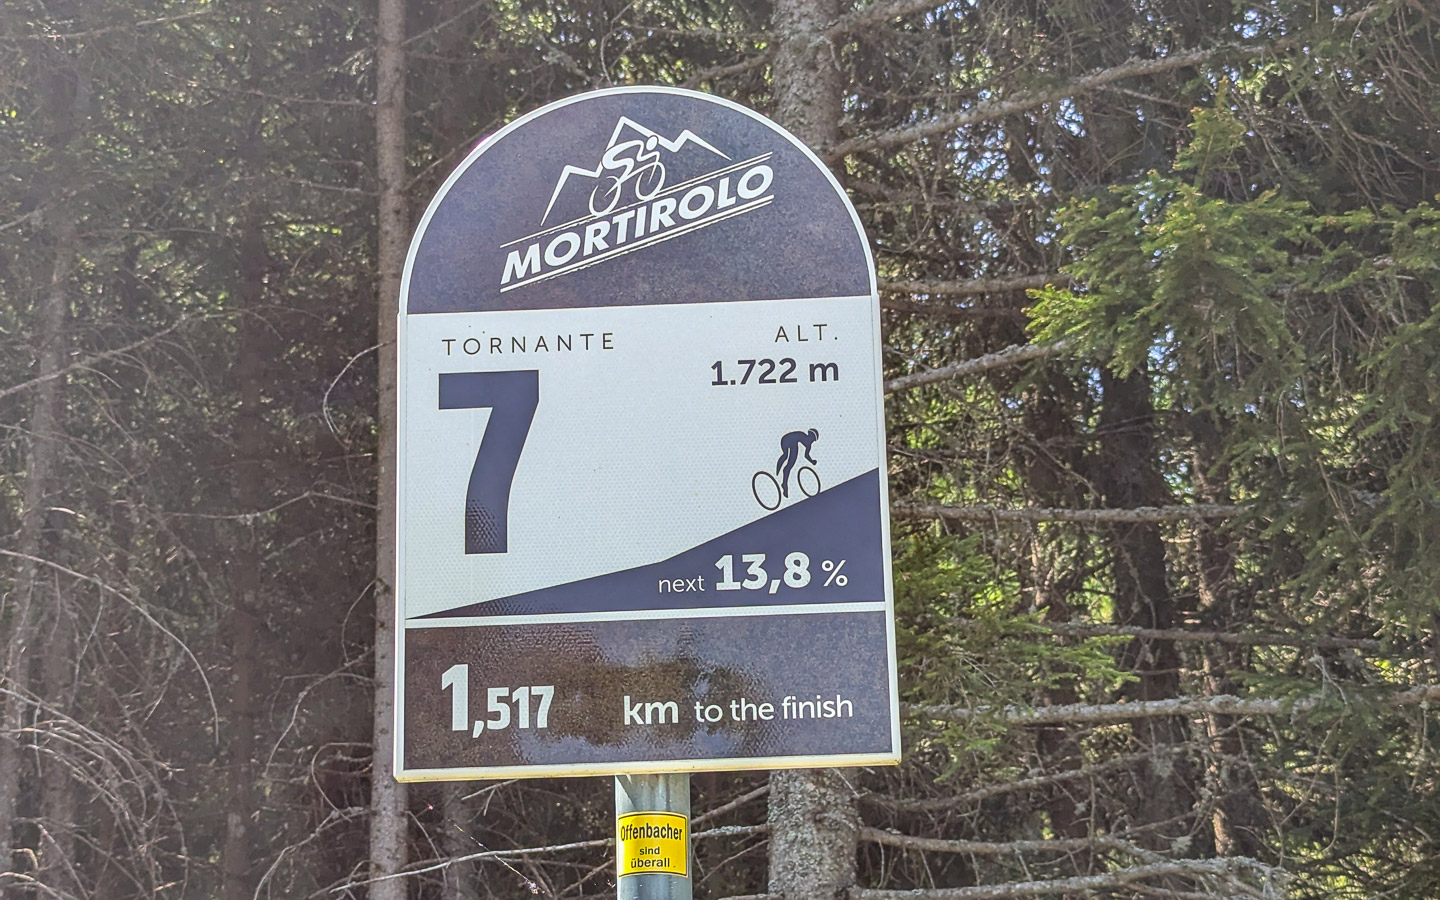 MORTIROLO
TORNANTE
7
ALT.
1.722 m
next 13,8 %
1,517 km to the finish
Offenbacher
sind
überall